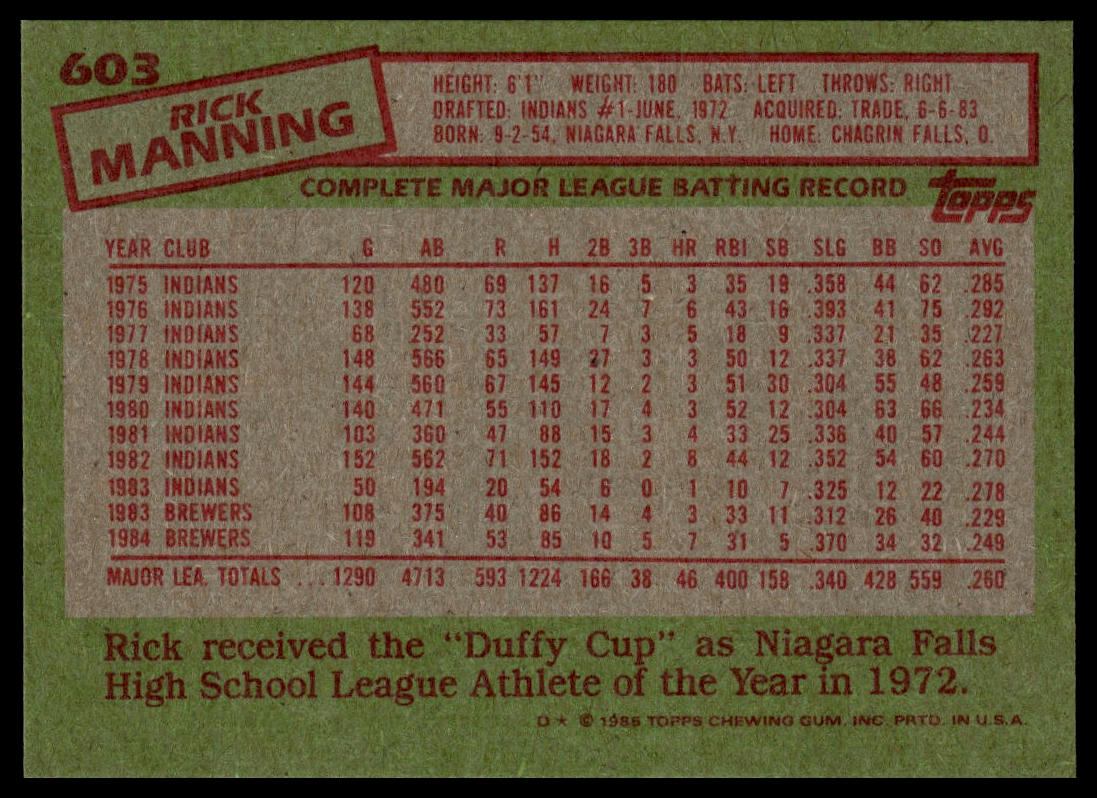 603
RICK
MANNING
HEIGHT: 6'1" WEIGHT: 180 BATS: LEFT THROWS: RIGHT
DRAFTED: INDIANS #1-JUNE, 1972 ACQUIRED: TRADE, 6-6-83
BORN: 9-2-54, NIAGARA FALLS, N.Y. HOME: CHAGRIN FALLS, O.
COMPLETE MAJOR LEAGUE BATTING RECORD
topps
YEAR CLUB G AB R H 2B 3B HR RBI SB SLG BB SO AVG
1975 INDIANS 120 480 69 137 16 5 3 35 19 .358 44 62 .285
1976 INDIANS 138 552 73 161 24 7 6 43 16 .393 41 75 .292
1977 INDIANS 68 252 33 57 7 3 5 18 9 .337 21 35 .227
1978 INDIANS 148 566 65 149 27 3 3 50 12 .337 38 62 .263
1979 INDIANS 144 560 67 145 12 2 3 51 30 .304 55 48 .259
1980 INDIANS 140 471 55 110 17 4 3 52 12 .304 63 66 .234
1981 INDIANS 103 360 47 88 15 3 4 33 25 .336 40 57 .244
1982 INDIANS 152 562 71 152 18 2 8 44 12 .352 54 60 .270
1983 INDIANS 50 194 20 54 6 0 1 10 7 .325 12 22 .278
1983 BREWERS 108 375 40 86 14 4 3 33 11 .312 26 40 .229
1984 BREWERS 119 341 53 85 10 5 7 31 5 .370 34 32 .249
MAJOR LEA. TOTALS ... 1290 4713 593 1224 166 38 46 400 158 .340 428 559 .260
Rick received the "Duffy Cup" as Niagara Falls
High School League Athlete of the Year in 1972.
D★ © 1985 TOPPS CHEWING GUM, INC. PRTD. IN U.S.A.